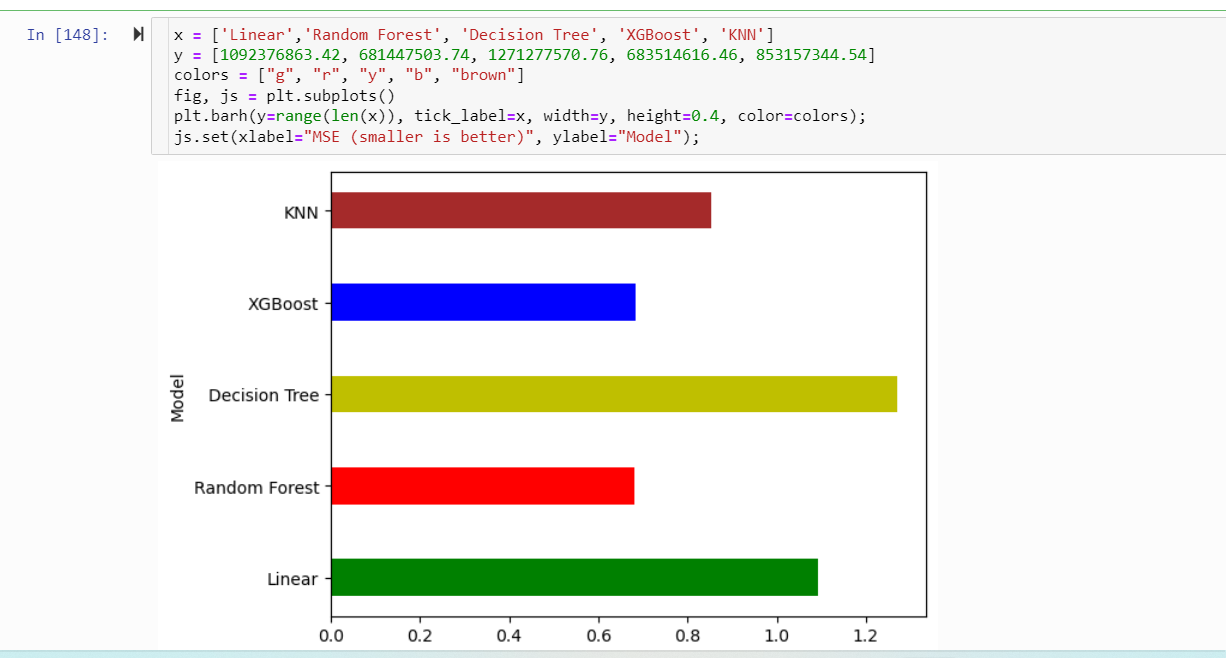 In [148]:
x = ['Linear','Random Forest', 'Decision Tree', 'XGBoost', 'KNN']
y = [1092376863.42, 681447503.74, 1271277570.76, 683514616.46, 853157344.54]
colors = ["g", "r", "y", "b", "brown"]
fig, js = plt.subplots()
plt.barh(y=range(len(x)), tick_label=x, width=y, height=0.4, color=colors);
js.set(xlabel="MSE (smaller is better)", ylabel="Model");
KNN
XGBoost
Decision Tree
Random Forest
Linear
Model
0.0 0.2 0.4 0.6 0.8 1.0 1.2